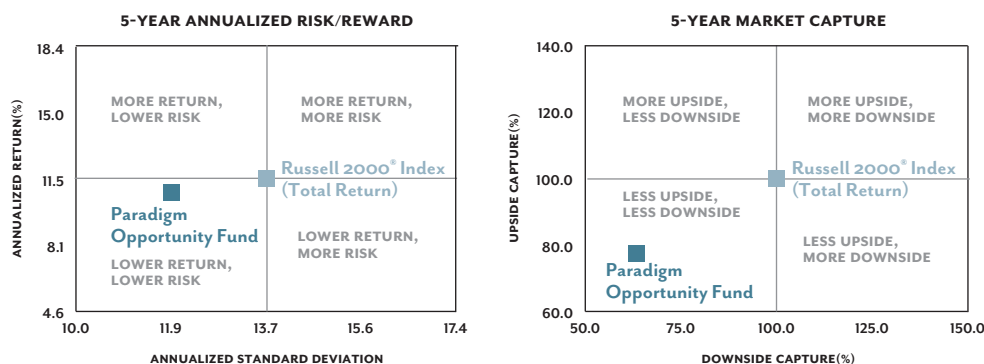 5-YEAR ANNUALIZED RISK/REWARD
18.4
15.0
11.5
8.1
4.6
ANNUALIZED RETURN(%)
MORE RETURN,
LOWER RISK
MORE RETURN,
MORE RISK
Russell 2000® Index
(Total Return)
Paradigm
Opportunity Fund
LOWER RETURN,
LOWER RISK
LOWER RETURN,
MORE RISK
10.0 11.9 13.7 15.6 17.4
ANNUALIZED STANDARD DEVIATION
5-YEAR MARKET CAPTURE
140.0
120.0
100.0
80.0
60.0
UPSIDE CAPTURE(%)
MORE UPSIDE,
LESS DOWNSIDE
MORE UPSIDE,
MORE DOWNSIDE
Russell 2000® Index
(Total Return)
LESS UPSIDE,
LESS DOWNSIDE
LESS UPSIDE,
MORE DOWNSIDE
Paradigm
Opportunity Fund
50.0 75.0 100.0 125.0 150.0
DOWNSIDE CAPTURE(%)